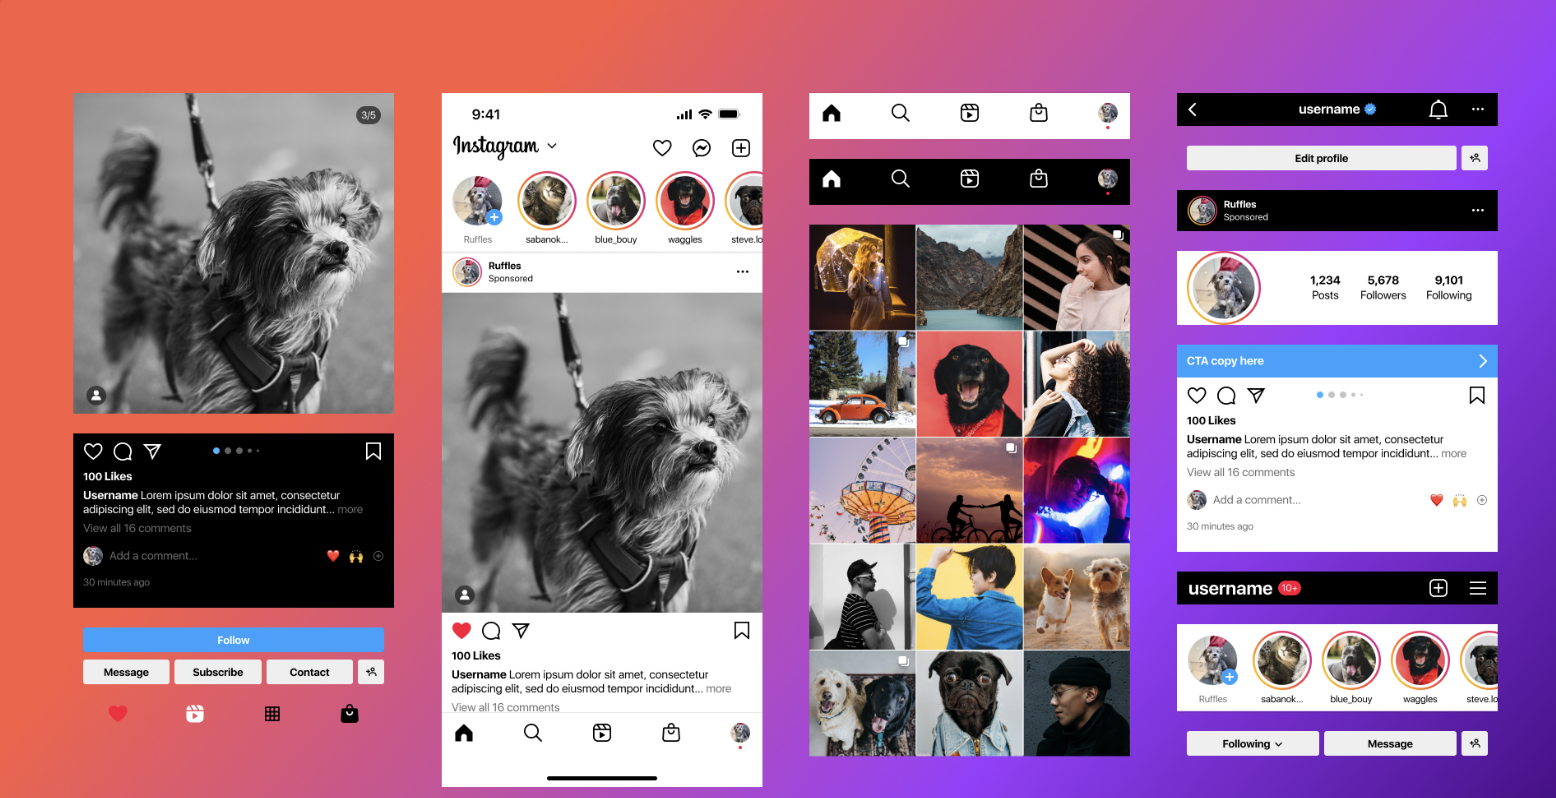 3/5
100 Likes
Username Lorem ipsum dolor sit amet, consectetur
adipiscing elit, sed do eiusmod tempor incididunt... more
View all 16 comments
Add a comment...
30 minutes ago
Follow
Message Subscribe Contact
9:41
Instagram
Ruffles sabanok... blue_bouy waggles steve.lo
Ruffles
Sponsored
100 Likes
Username Lorem ipsum dolor sit amet, consectetur
adipiscing elit, sed do eiusmod tempor incididunt... more
View all 16 comments
username
Edit profile
Ruffles
Sponsored
1,234 5,678 9,101
Posts Followers Following
CTA copy here
100 Likes
Username Lorem ipsum dolor sit amet, consectetur
adipiscing elit, sed do eiusmod tempor incididunt... more
View all 16 comments
Add a comment...
30 minutes ago
username 10+
Ruffles sabanok... blue_bouy waggles steve.lo
Following Message